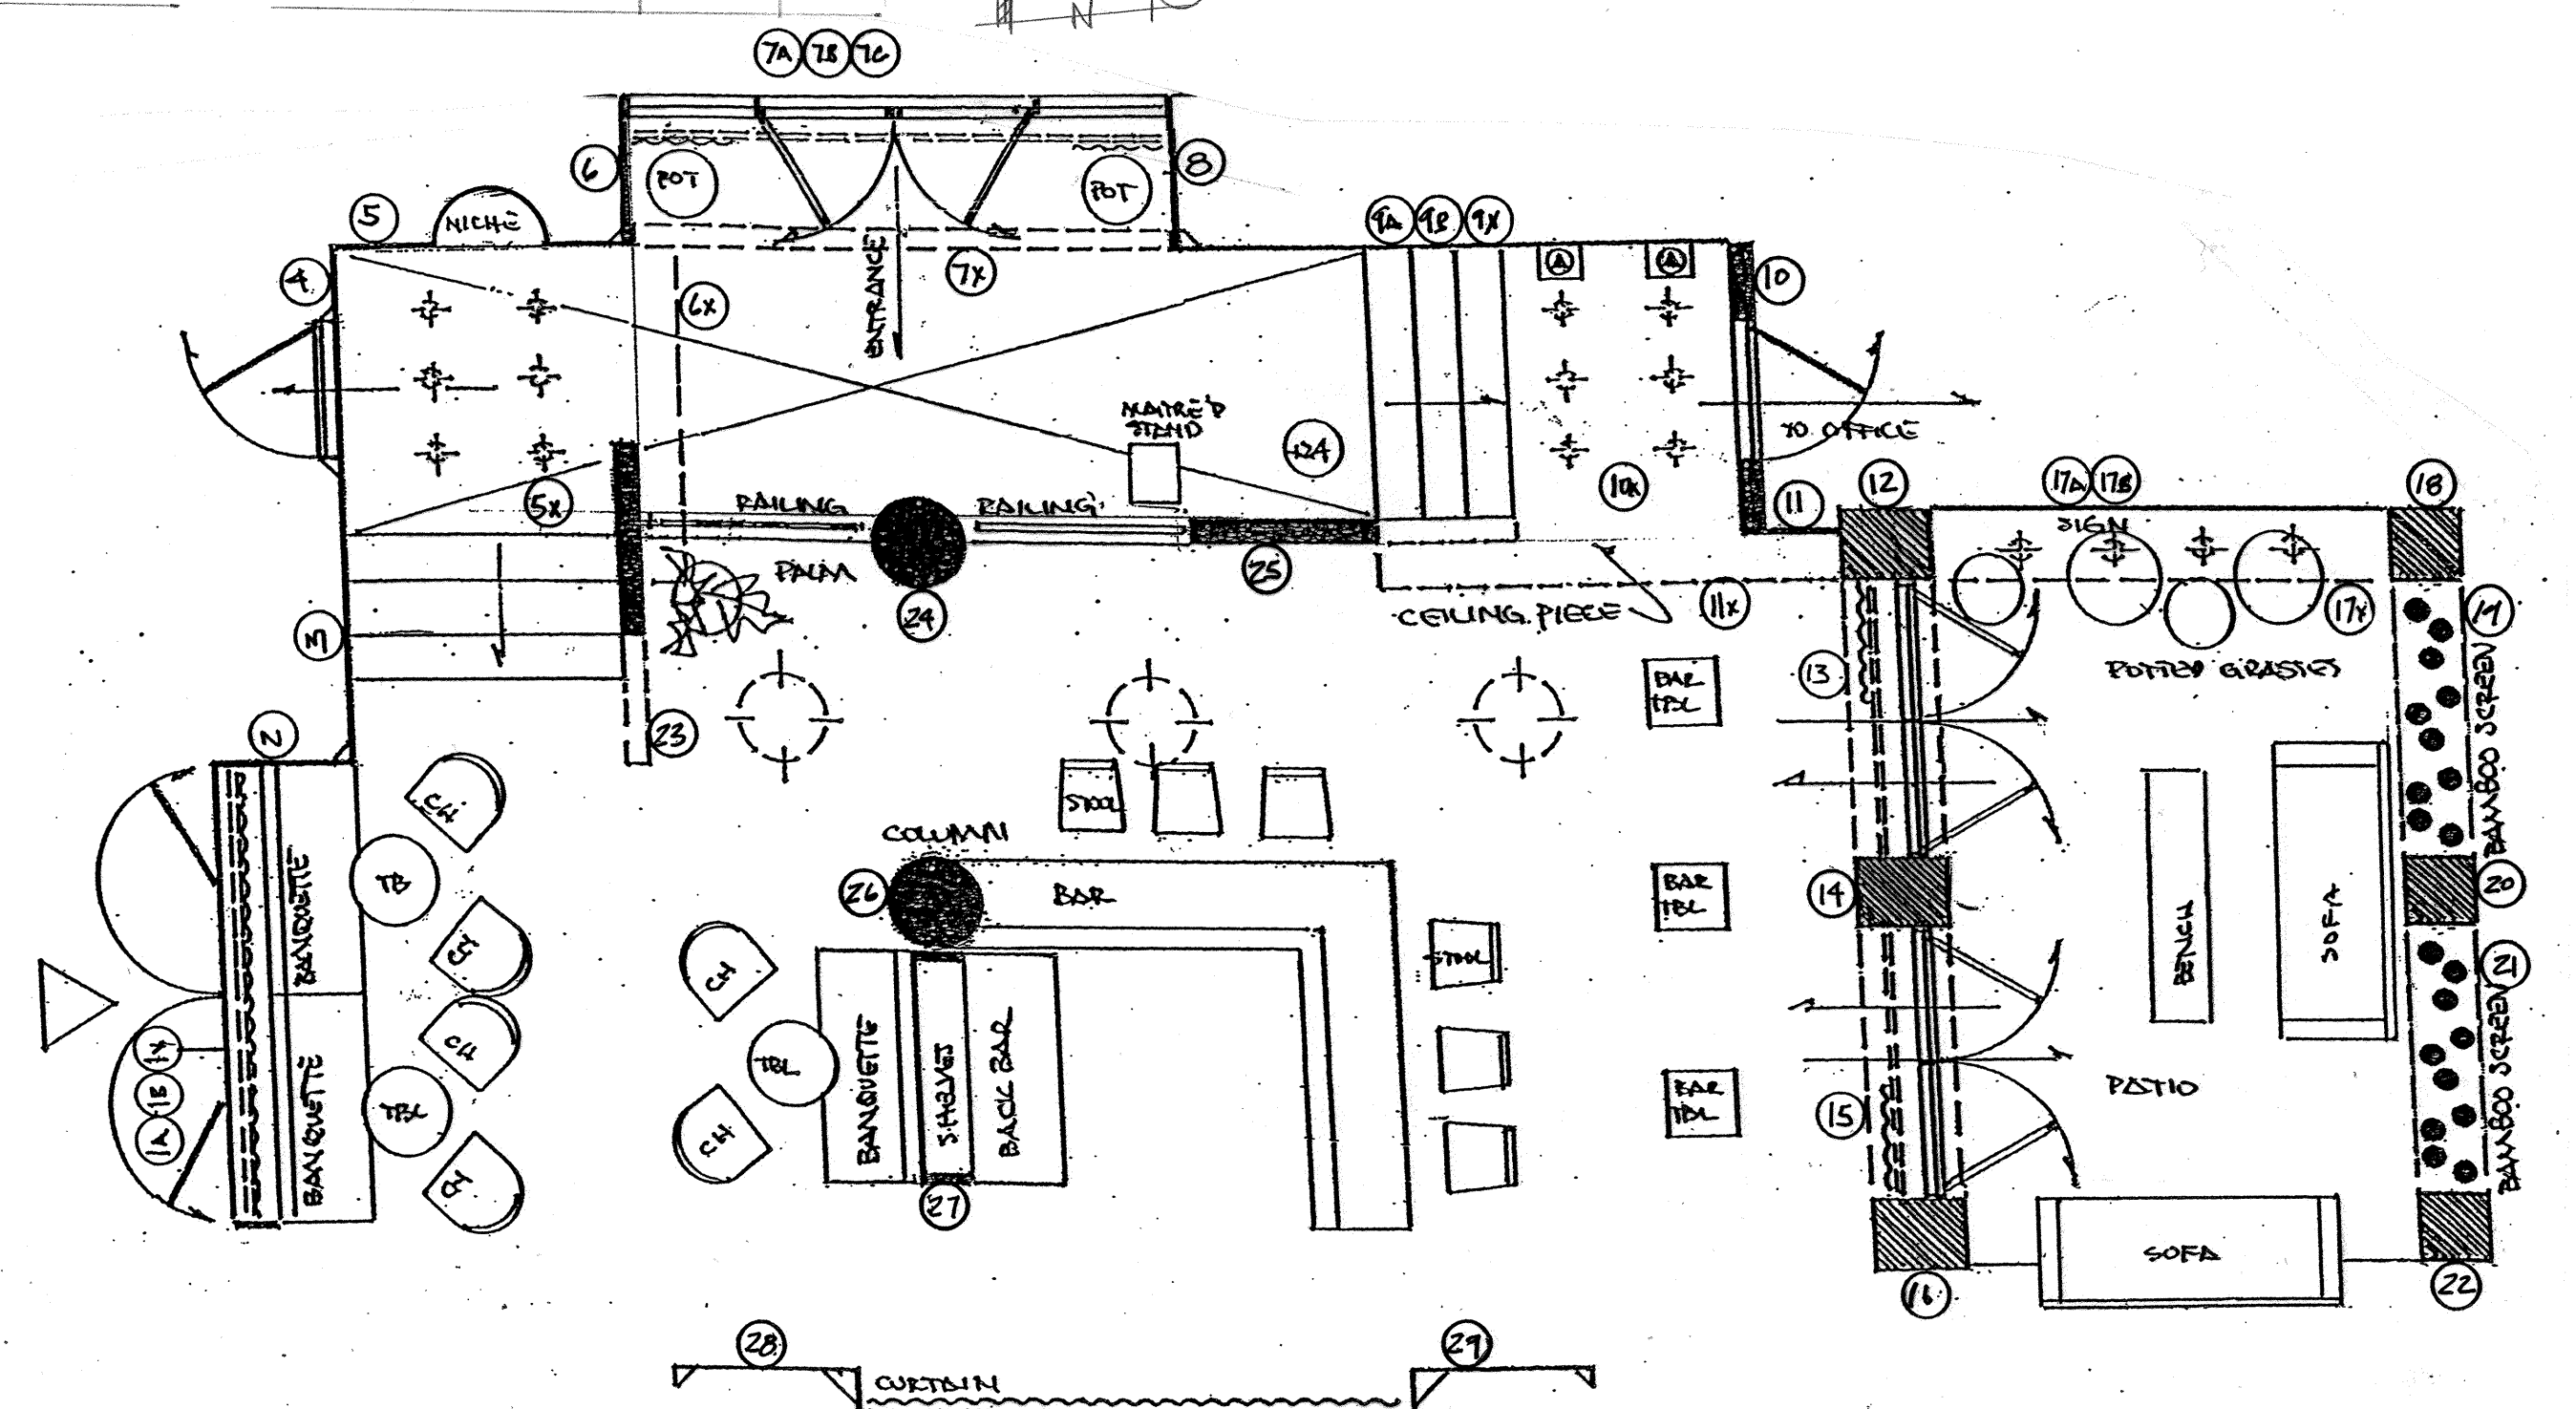 N
7A 7B 7C
6
POT
POT
8
5
NICHE
9A 9B 9X
4
6X
ENTRANCE
7X
A
A
10
MAITRE'D
STAND
+24
TO OFFICE
5X
RAILING
RAILING
10X
11
12
17A 17B
18
SIGN
PALM
24
25
CEILING PIECE
11X
17X
19
3
13
BAR
TBL
POTTED GRASSES
BAMBOO SCREEN
2
23
CH
STOOL
COLUMN
BANQUETTE
TB
26
BAR
BAR
TBL
14
20
CH
CH
STOOL
BENCH
SOFA
21
1X
1B
1A
CH
BANQUETTE
TBL
TBL
BANQUETTE
SHELVES
BACK BAR
BAR
TBL
15
PATIO
BAMBOO SCREEN
CH
CH
27
SOFA
16
22
28
29
CURTAIN